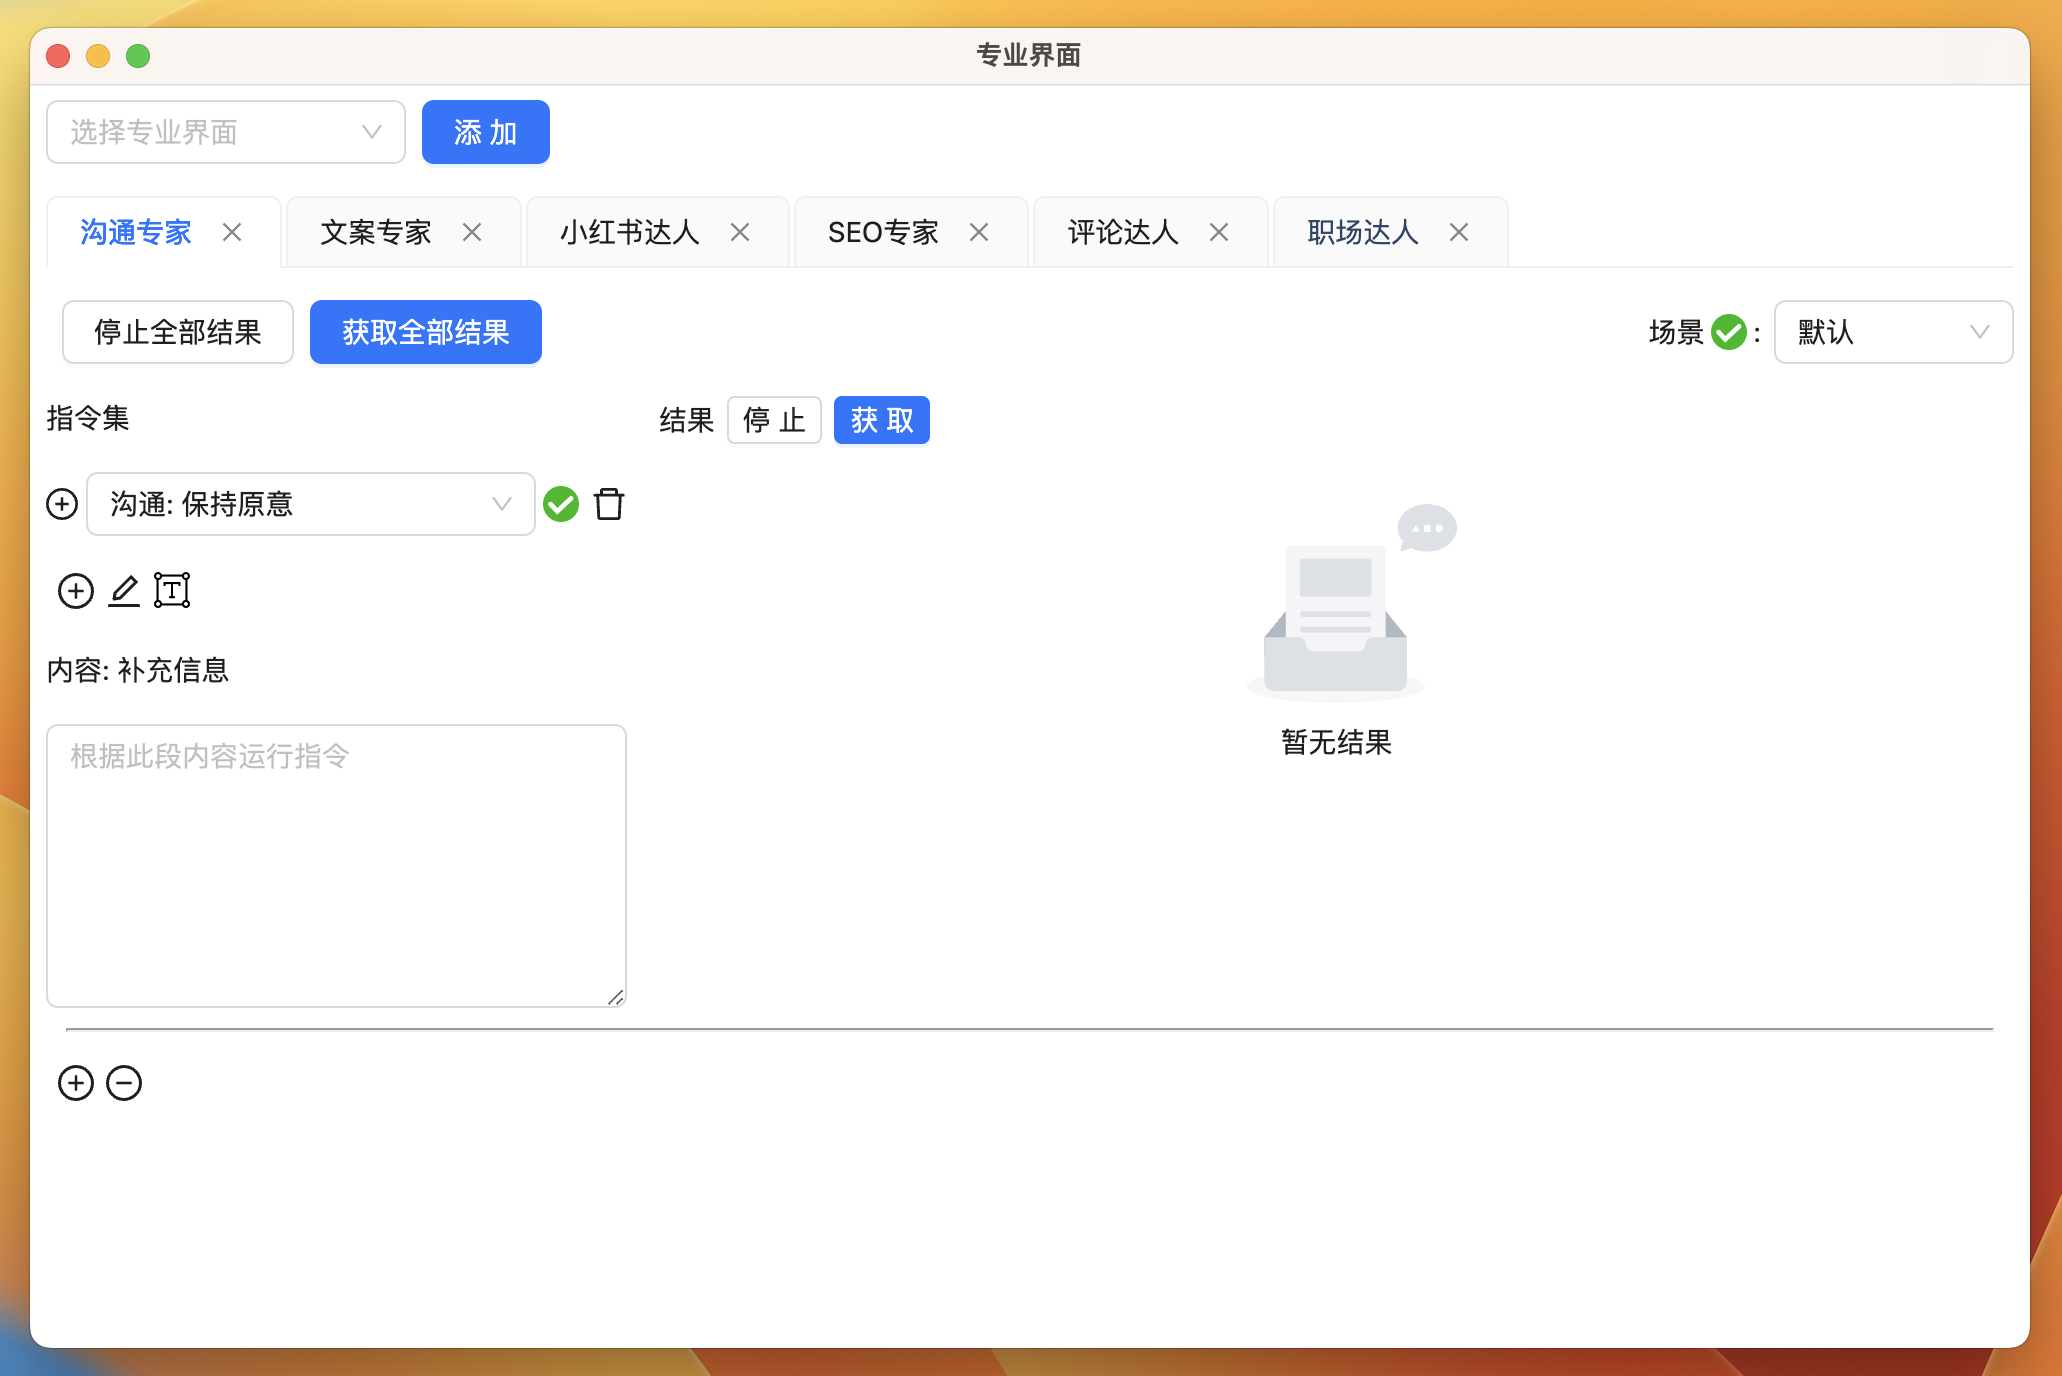 专业界面
选择专业界面 添 加
沟通专家 文案专家 小红书达人 SEO专家 评论达人 职场达人
停止全部结果 获取全部结果 场景 : 默认
指令集 结果 停 止 获 取
沟通: 保持原意
T
内容: 补充信息
根据此段内容运行指令
暂无结果